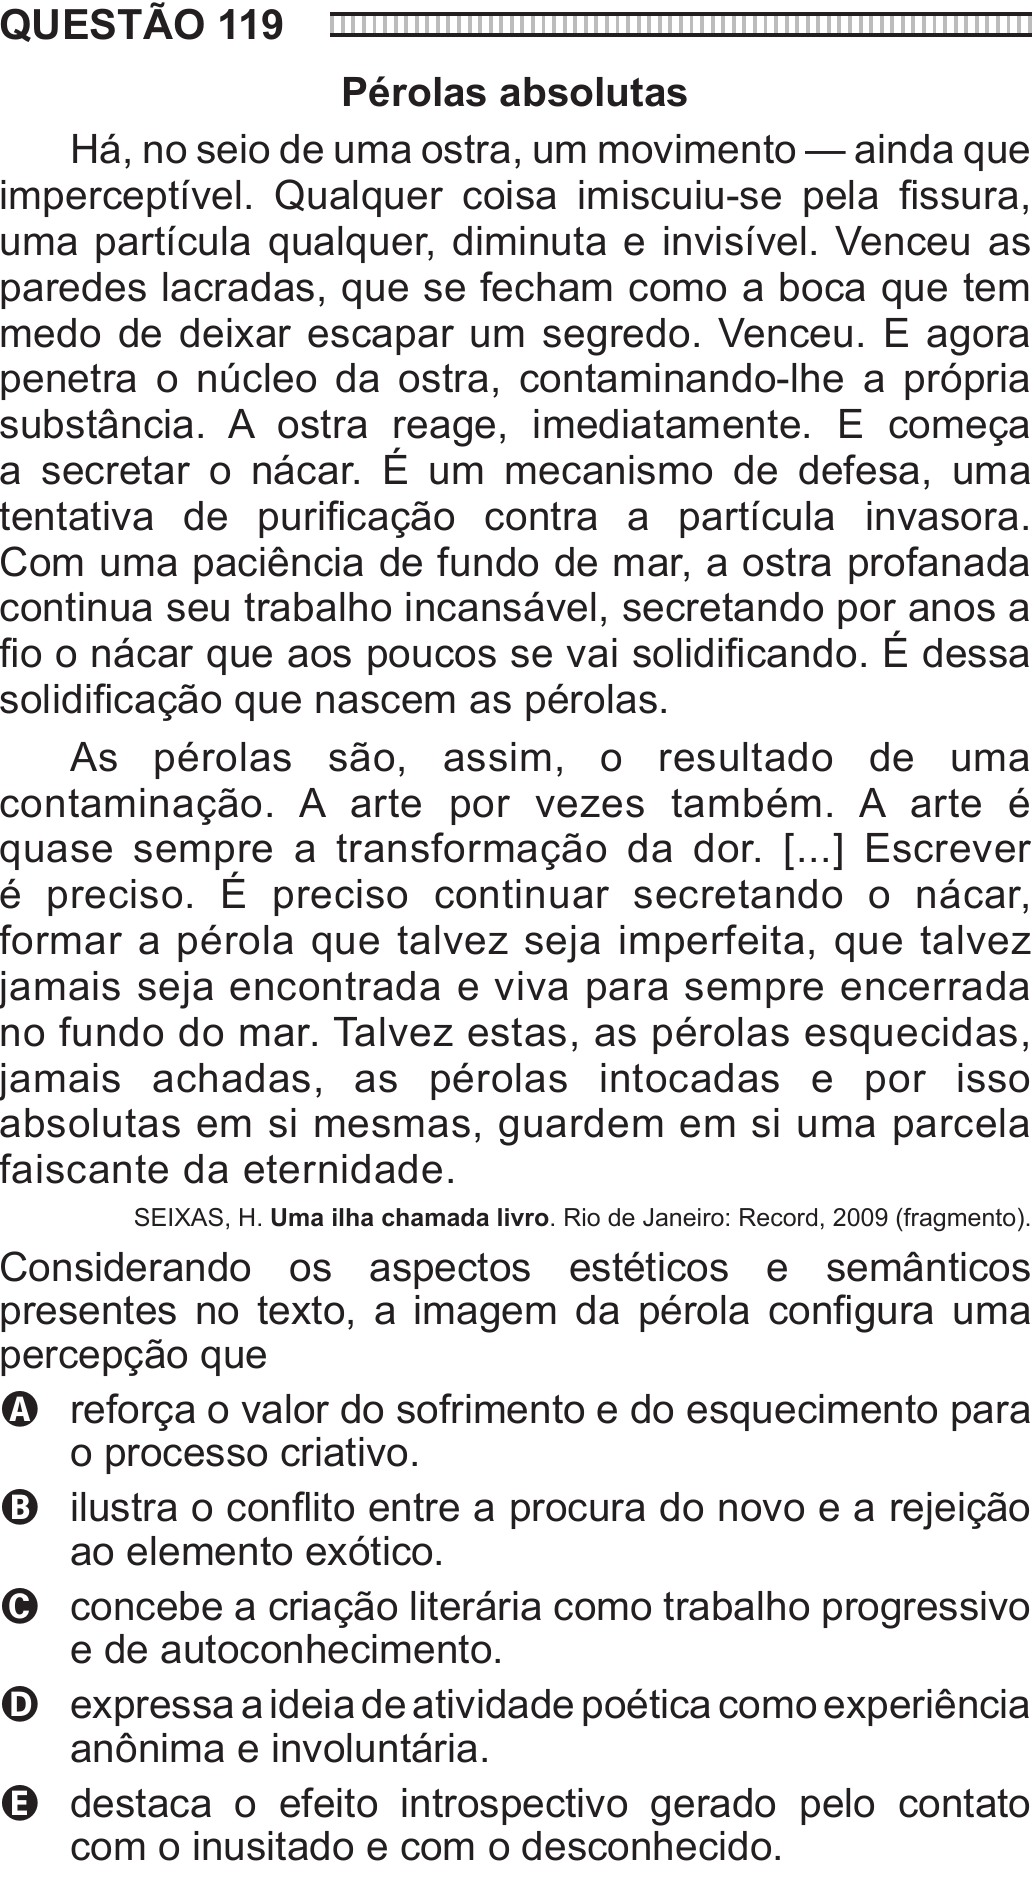 QUESTÃO 119
Pérolas absolutas
Há, no seio de uma ostra, um movimento — ainda que
imperceptível. Qualquer coisa imiscuiu-se pela fissura,
uma partícula qualquer, diminuta e invisível. Venceu as
paredes lacradas, que se fecham como a boca que tem
medo de deixar escapar um segredo. Venceu. E agora
penetra o núcleo da ostra, contaminando-lhe a própria
substância. A ostra reage, imediatamente. E começa
a secretar o nácar. É um mecanismo de defesa, uma
tentativa de purificação contra a partícula invasora.
Com uma paciência de fundo de mar, a ostra profanada
continua seu trabalho incansável, secretando por anos a
fio o nácar que aos poucos se vai solidificando. É dessa
solidificação que nascem as pérolas.
As pérolas são, assim, o resultado de uma
contaminação. A arte por vezes também. A arte é
quase sempre a transformação da dor. [...] Escrever
é preciso. É preciso continuar secretando o nácar,
formar a pérola que talvez seja imperfeita, que talvez
jamais seja encontrada e viva para sempre encerrada
no fundo do mar. Talvez estas, as pérolas esquecidas,
jamais achadas, as pérolas intocadas e por isso
absolutas em si mesmas, guardem em si uma parcela
faiscante da eternidade.
SEIXAS, H. Uma ilha chamada livro. Rio de Janeiro: Record, 2009 (fragmento).
Considerando os aspectos estéticos e semânticos
presentes no texto, a imagem da pérola configura uma
percepção que
A reforça o valor do sofrimento e do esquecimento para
o processo criativo.
B ilustra o conflito entre a procura do novo e a rejeição
ao elemento exótico.
C concebe a criação literária como trabalho progressivo
e de autoconhecimento.
D expressa a ideia de atividade poética como experiência
anônima e involuntária.
E destaca o efeito introspectivo gerado pelo contato
com o inusitado e com o desconhecido.